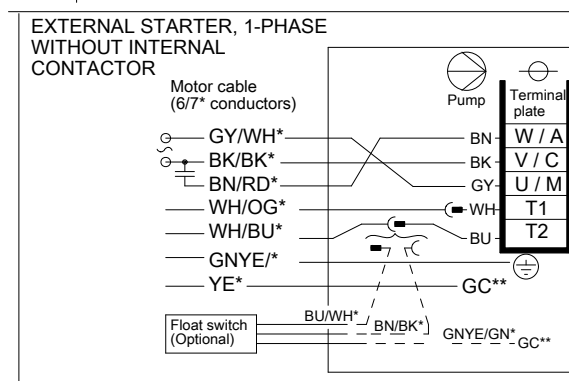 EXTERNAL STARTER, 1-PHASE
WITHOUT INTERNAL
CONTACTOR
Motor cable
(6/7* conductors)
Pump
Terminal
plate
GY/WH*
BN
W / A
BK/BK*
BK
V / C
BN/RD*
GY
U / M
WH/OG*
WH
T1
WH/BU*
BU
T2
GNYE/*
YE*
GC**
Float switch
(Optional)
BU/WH*
BN/BK*
GNYE/GN*
GC**